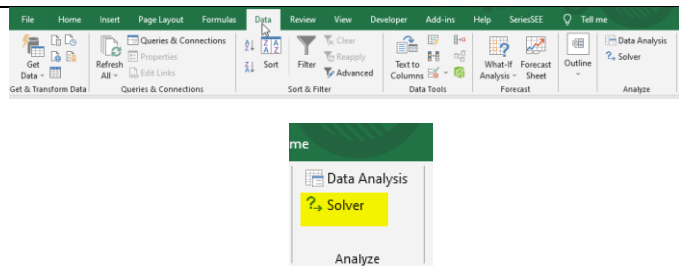 File Home Insert Page Layout Formulas Data Review View Developer Add-ins Help SeriesSEE Tell me
Get Data
Get & Transform Data
Refresh All
Queries & Connections
Properties
Edit Links
Queries & Connections
Sort
Filter
Clear
Reapply
Advanced
Sort & Filter
Text to Columns
Data Tools
What-If Analysis
Forecast Sheet
Forecast
Outline
Data Analysis
Solver
Analyze
me
Data Analysis
Solver
Analyze